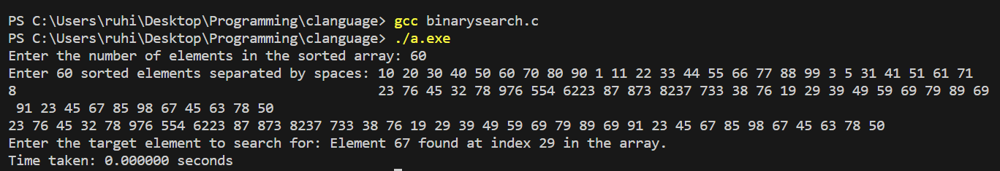 PS C:\Users\ruhi\Desktop\Programming\clanguage> gcc binarysearch.c
PS C:\Users\ruhi\Desktop\Programming\clanguage> ./a.exe
Enter the number of elements in the sorted array: 60
Enter 60 sorted elements separated by spaces: 10 20 30 40 50 60 70 80 90 1 11 22 33 44 55 66 77 88 99 3 5 31 41 51 61 71
8 23 76 45 32 78 976 554 6223 87 873 8237 733 38 76 19 29 39 49 59 69 79 89 69
91 23 45 67 85 98 67 45 63 78 50
23 76 45 32 78 976 554 6223 87 873 8237 733 38 76 19 29 39 49 59 69 79 89 69 91 23 45 67 85 98 67 45 63 78 50
Enter the target element to search for: Element 67 found at index 29 in the array.
Time taken: 0.000000 seconds